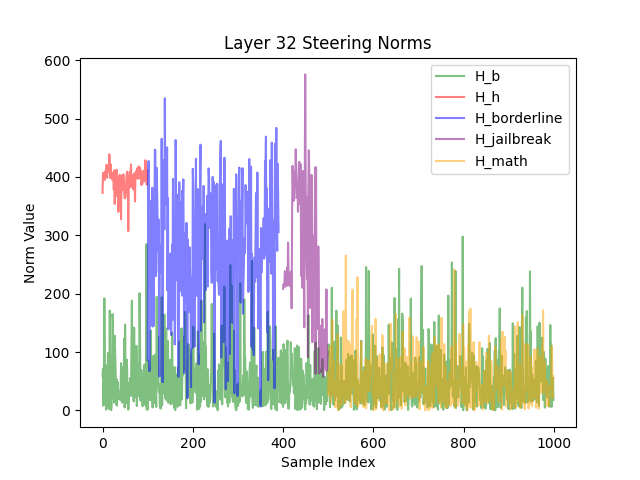 Layer 32 Steering Norms
Norm Value
600
500
400
300
200
100
0
H_b
H_h
H_borderline
H_jailbreak
H_math
0 200 400 600 800 1000
Sample Index